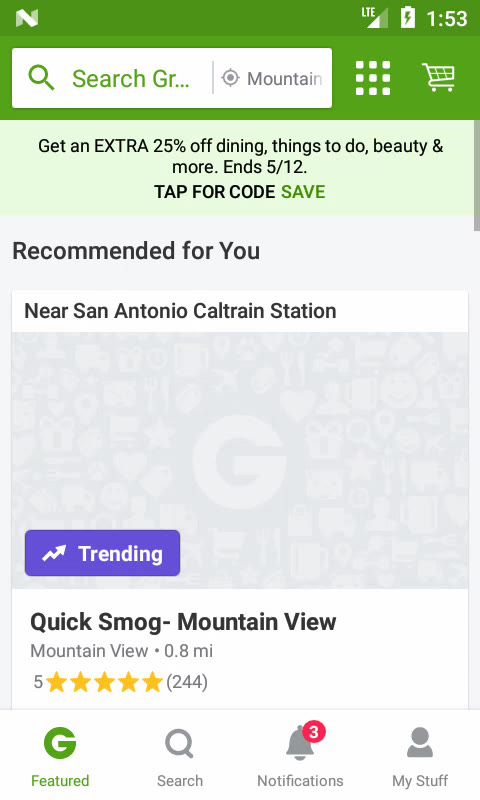 LTE
1:53
Search Gr...
Mountain
Get an EXTRA 25% off dining, things to do, beauty &
more. Ends 5/12.
TAP FOR CODE SAVE
Recommended for You
Near San Antonio Caltrain Station
G
Trending
Quick Smog- Mountain View
Mountain View • 0.8 mi
5 (244)
3
G
Featured
Search
Notifications
My Stuff